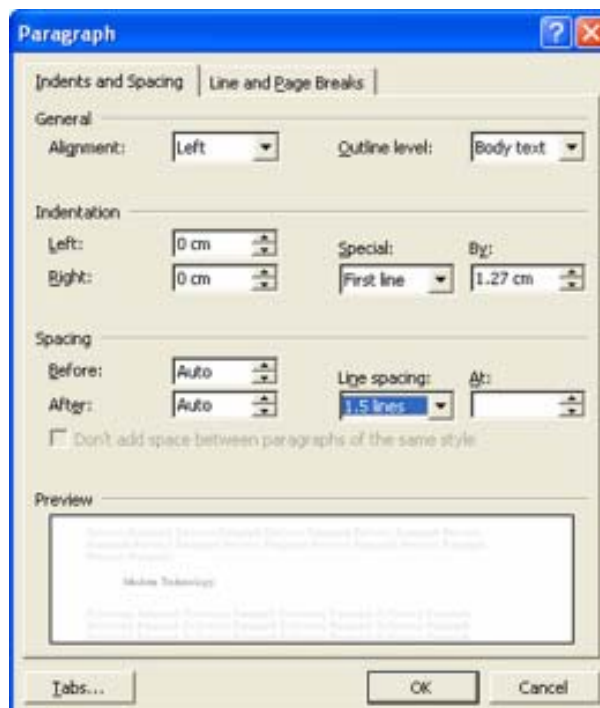 Paragraph
Indents and Spacing Line and Page Breaks
General
Alignment: Left Outline level: Body text
Indentation
Left: 0 cm Special: By:
Right: 0 cm First line 1.27 cm
Spacing
Before: Auto Line spacing: At:
After: Auto 1.5 lines
Don't add space between paragraphs of the same style
Preview
Tabs... OK Cancel